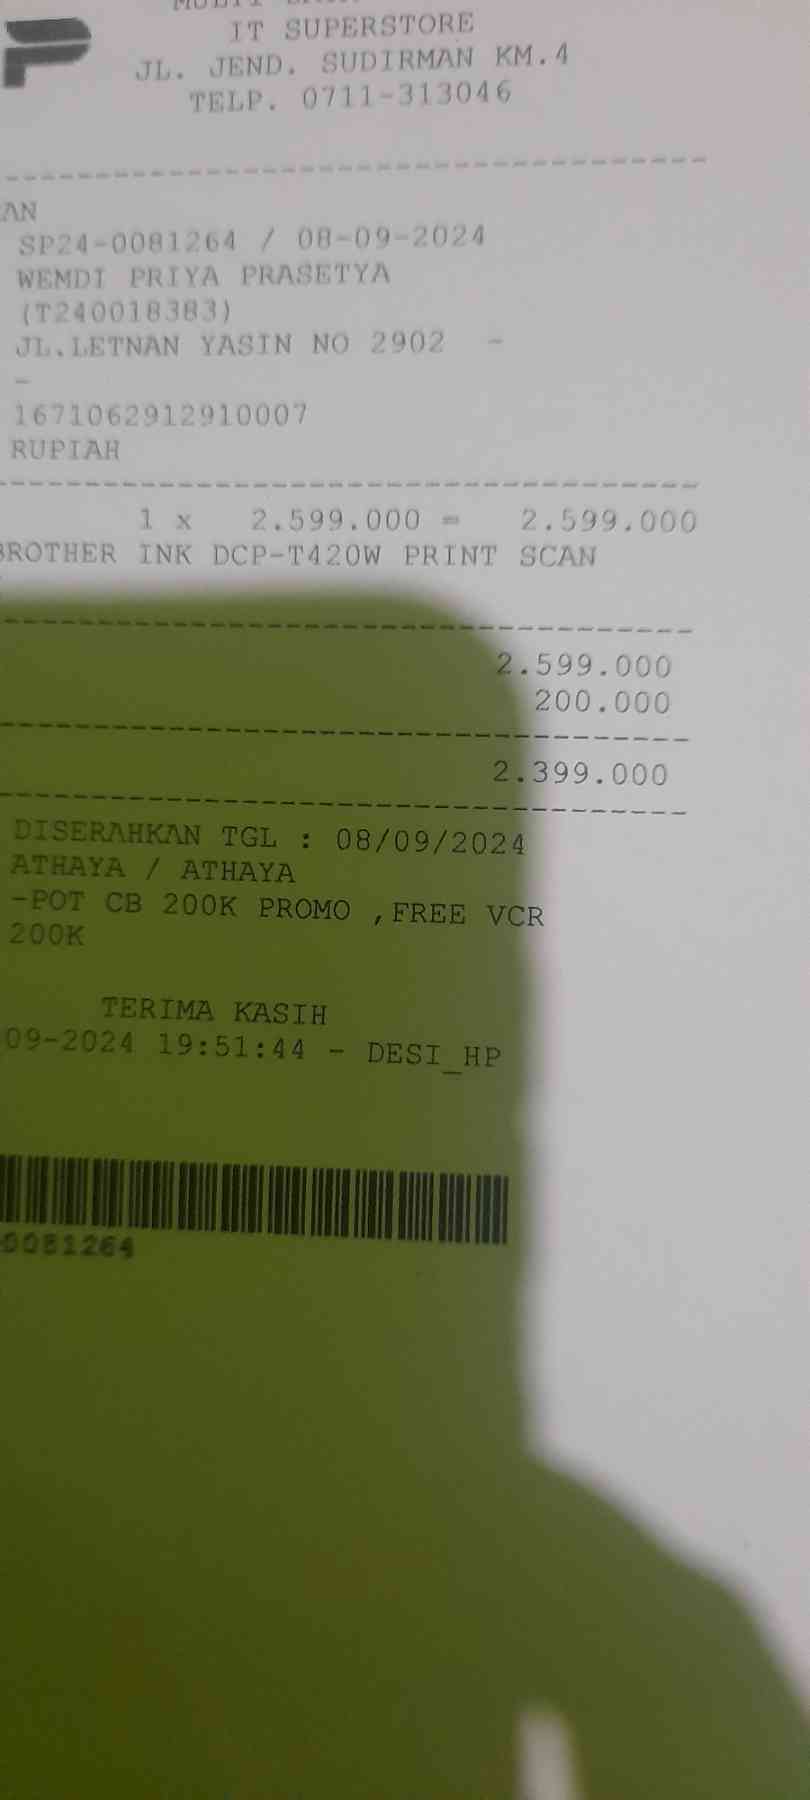 IT SUPERSTORE
JL. JEND. SUDIRMAN KM.4
TELP. 0711-313046
AN
SP24-0081264 / 08-09-2024
WEMDI PRIYA PRASETYA
(T240018383)
JL.LETNAN YASIN NO 2902 -
-
1671062912910007
RUPIAH
1 x 2.599.000 = 2.599.000
BROTHER INK DCP-T420W PRINT SCAN
2.599.000
200.000
2.399.000
DISERAHKAN TGL : 08/09/2024
ATHAYA / ATHAYA
-POT CB 200K PROMO ,FREE VCR
200K
TERIMA KASIH
09-2024 19:51:44 - DESI_HP
0081264